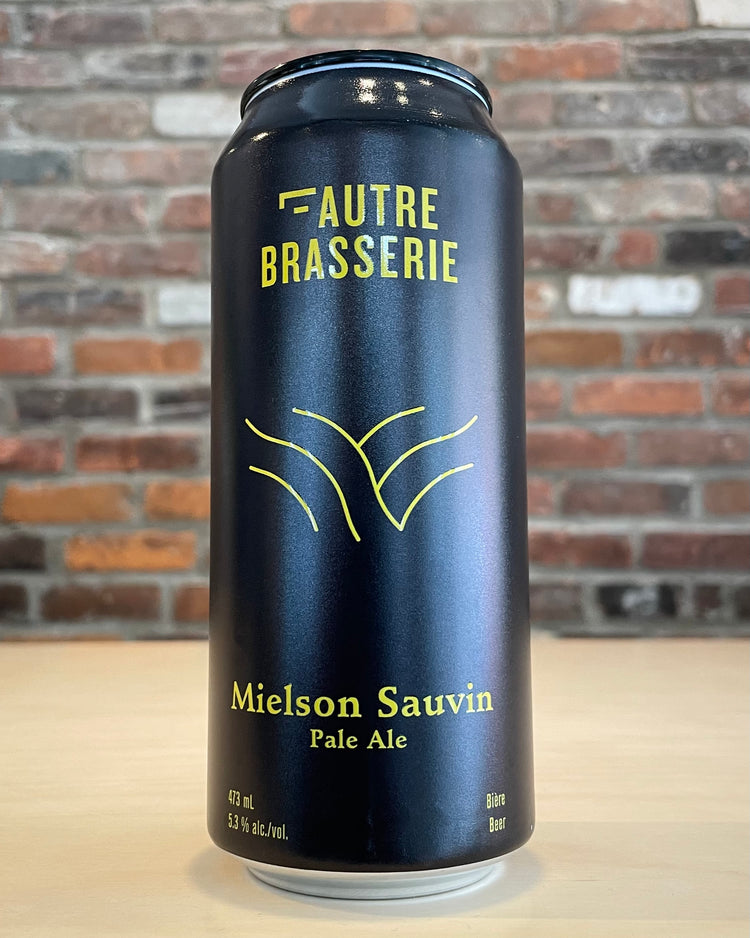 L'AUTRE
BRASSERIE
Mielson Sauvin
Pale Ale
473 mL
5.3 % alc./vol.
Bière
Beer